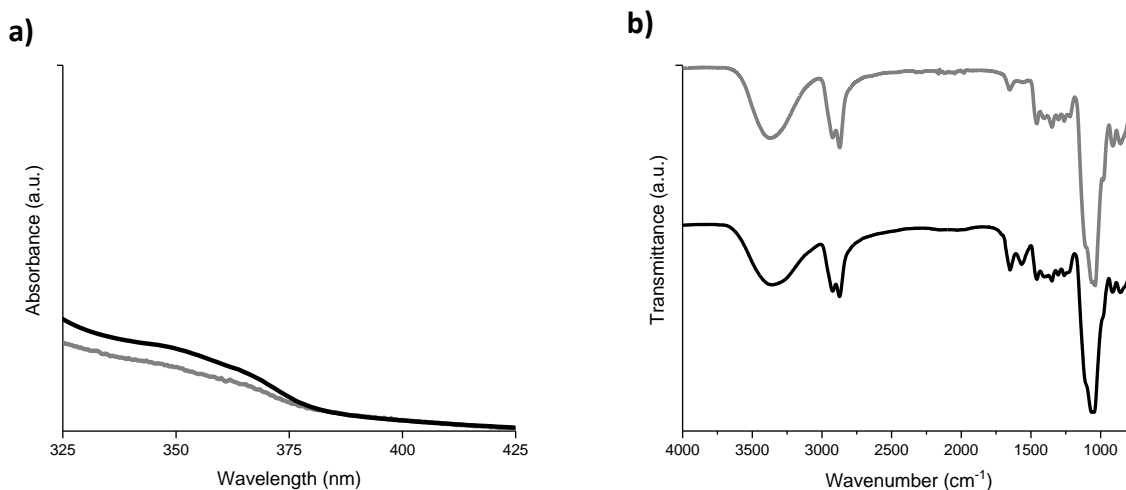 a)
Absorbance (a.u.)
325
350
375
400
425
Wavelength (nm)
b)
Transmittance (a.u.)
4000
3500
3000
2500
2000
1500
1000
Wavenumber (cm⁻¹)